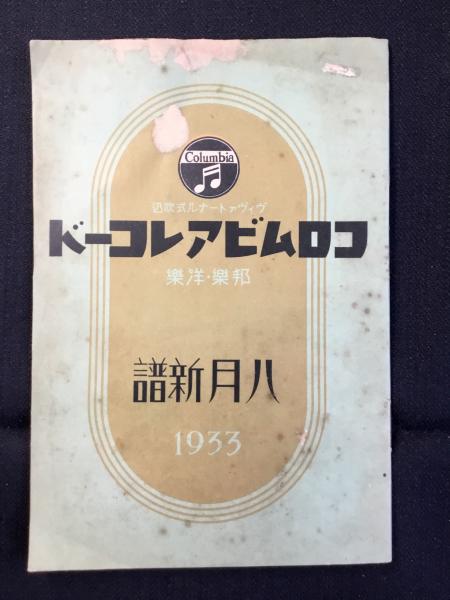 Columbia
ヴィヴァトーナル式吹込
コロムビアレコード
邦樂・洋樂
八月新譜
1933